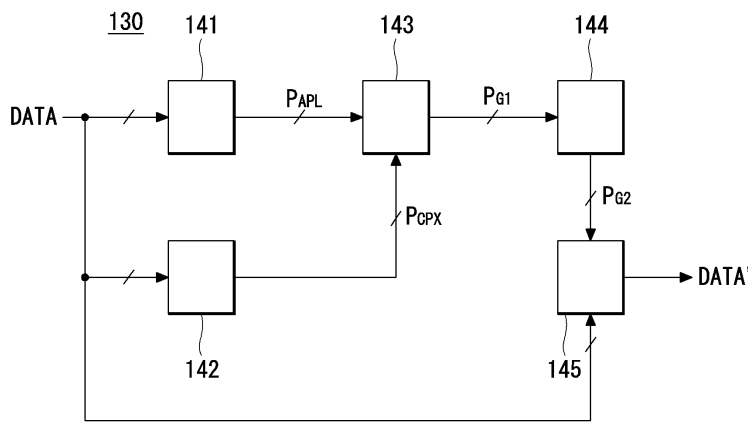 130
141
143
144
DATA
PAPL
PG1
PG2
PCPX
DATA'
142
145